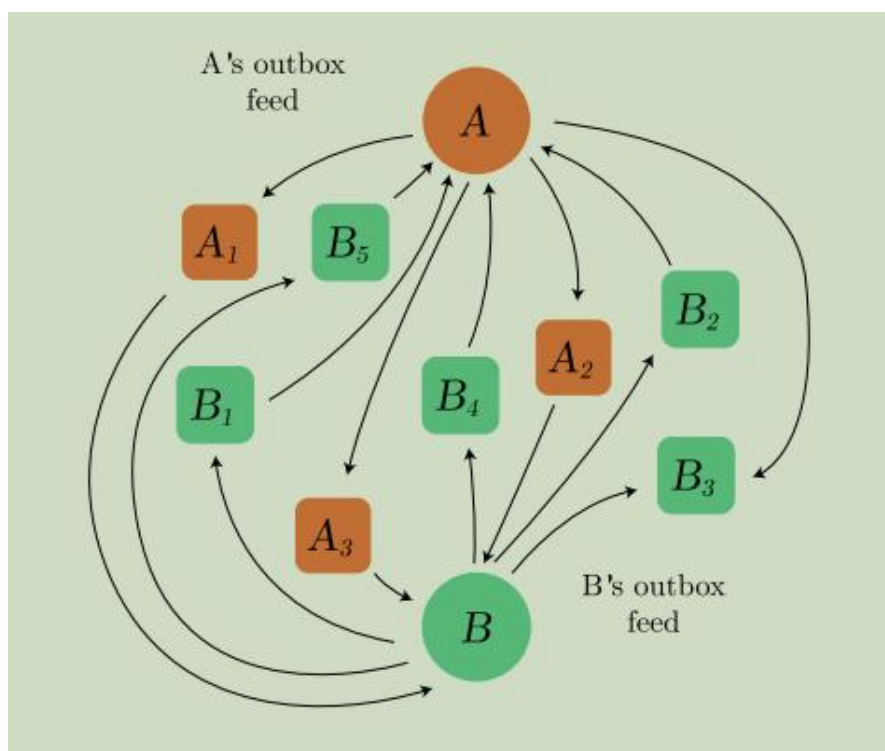 A's outbox
feed
A
A₁
B₅
B₂
A₂
B₁
B₄
B₃
A₃
B's outbox
feed
B